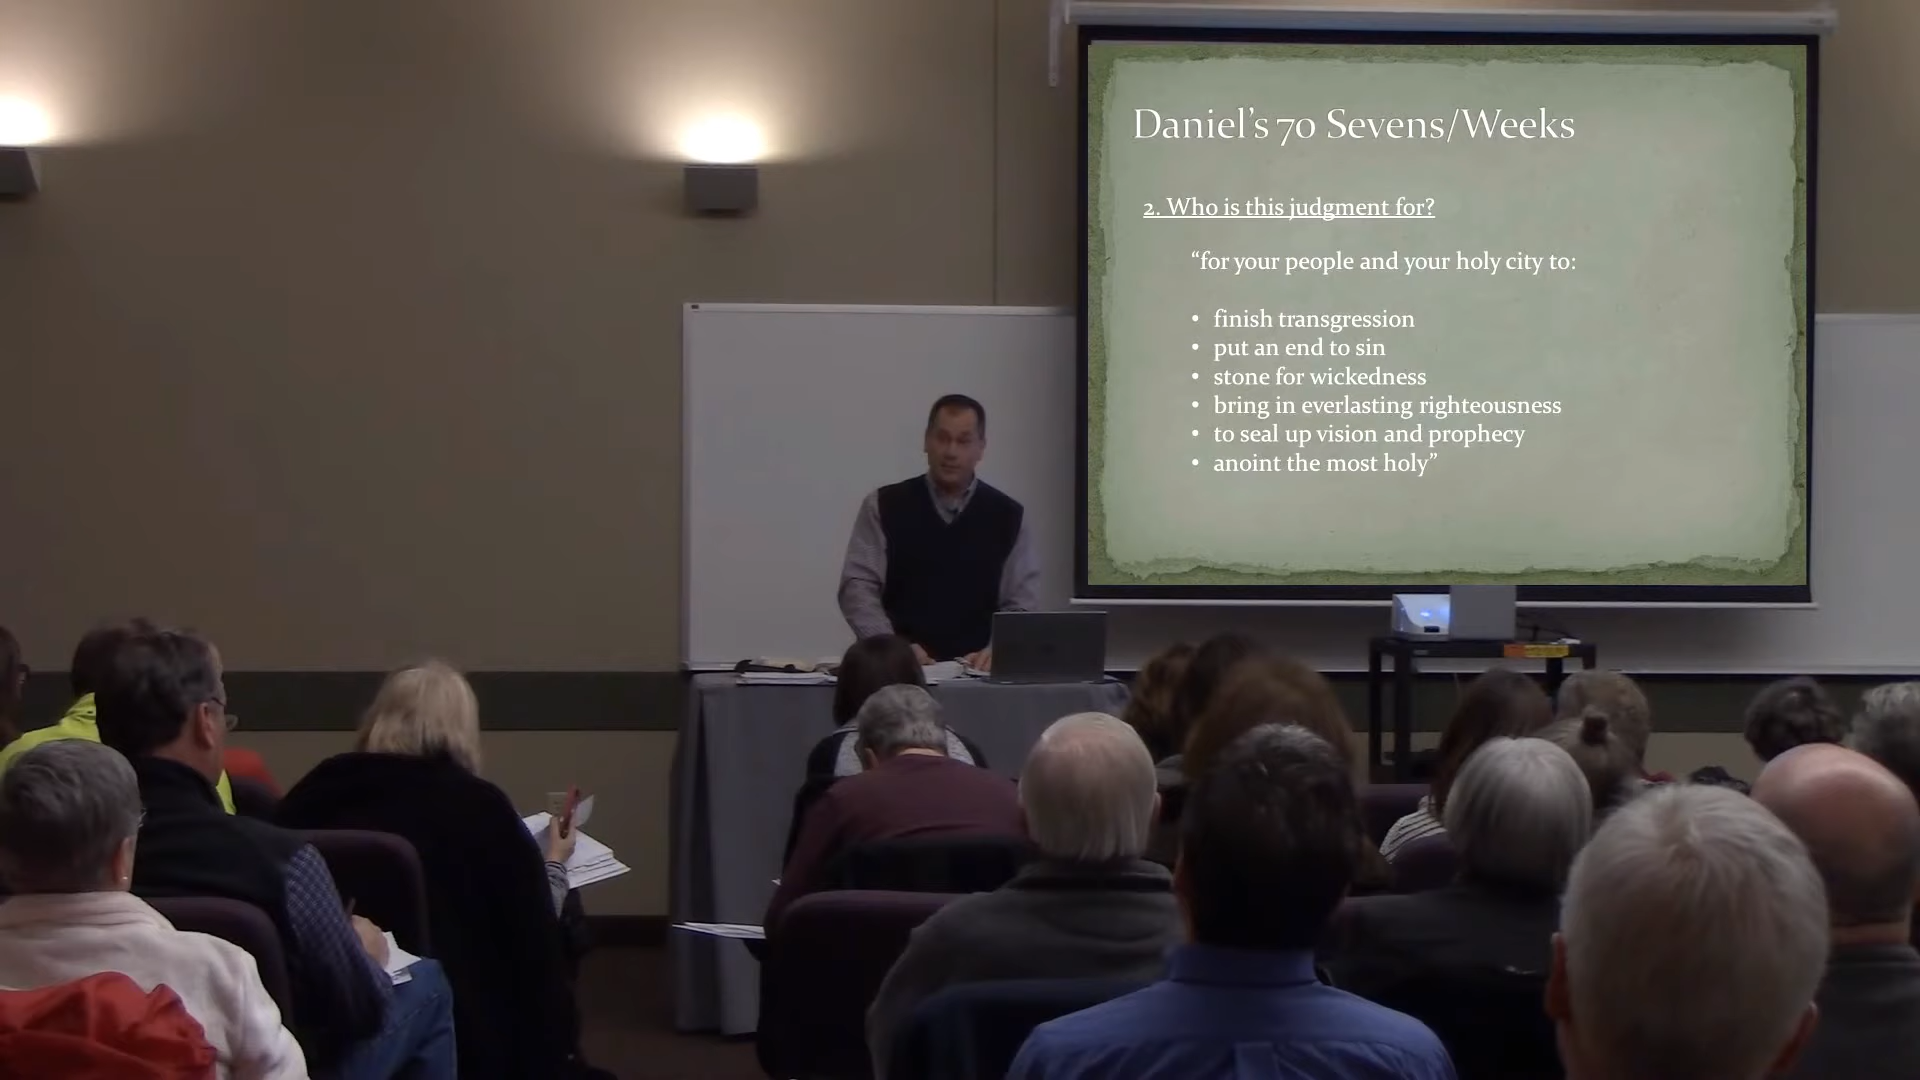 Daniel's 70 Sevens/Weeks
2. Who is this judgment for?
“for your people and your holy city to:
• finish transgression
• put an end to sin
• stone for wickedness
• bring in everlasting righteousness
• to seal up vision and prophecy
• anoint the most holy”